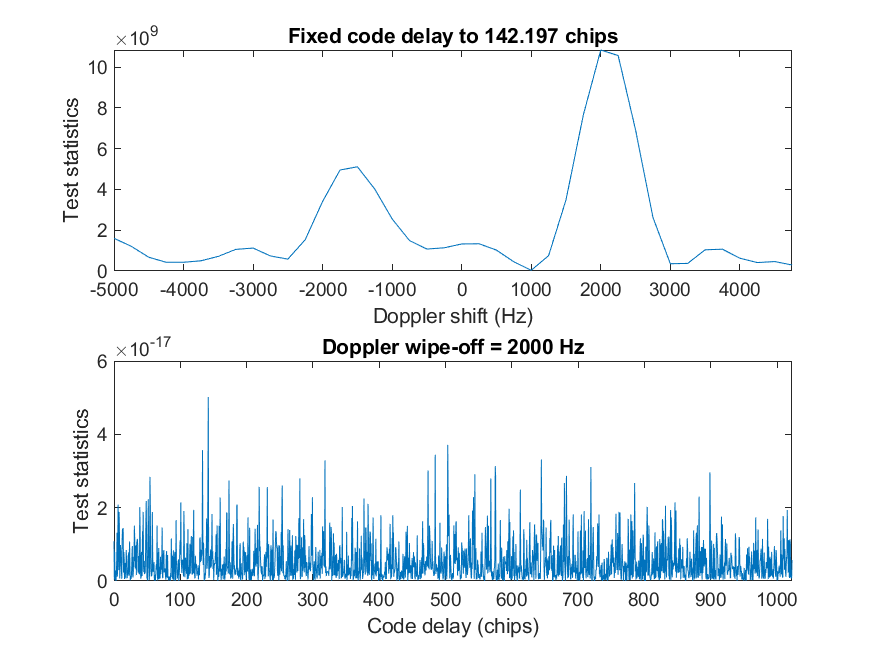 ×10^9
Fixed code delay to 142.197 chips
10
8
6
4
2
0
Test statistics
-5000 -4000 -3000 -2000 -1000 0 1000 2000 3000 4000
Doppler shift (Hz)
×10^-17
Doppler wipe-off = 2000 Hz
6
4
2
0
Test statistics
0 100 200 300 400 500 600 700 800 900 1000
Code delay (chips)